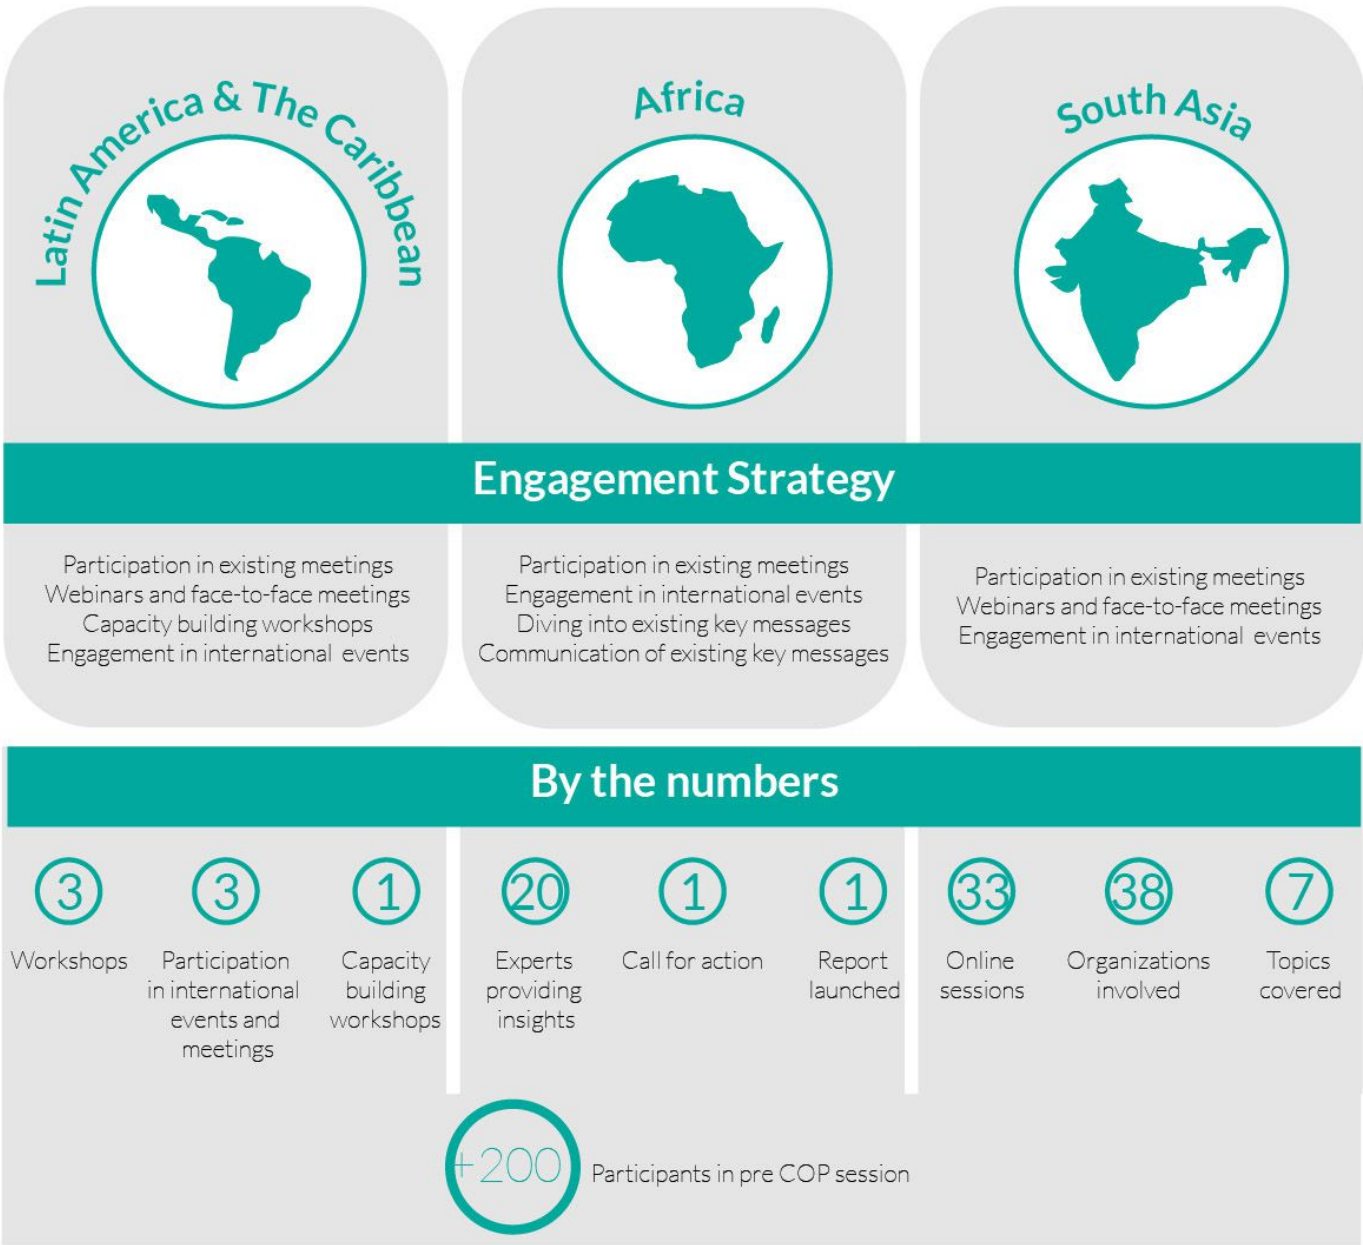 Latin America & The Caribbean
Africa
South Asia
Engagement Strategy
Participation in existing meetings
Webinars and face-to-face meetings
Capacity building workshops
Engagement in international events
Participation in existing meetings
Engagement in international events
Diving into existing key messages
Communication of existing key messages
Participation in existing meetings
Webinars and face-to-face meetings
Engagement in international events
By the numbers
3
Workshops
3
Participation
in international
events and
meetings
1
Capacity
building
workshops
20
Experts
providing
insights
1
Call for action
1
Report
launched
33
Online
sessions
38
Organizations
involved
7
Topics
covered
+200
Participants in pre COP session